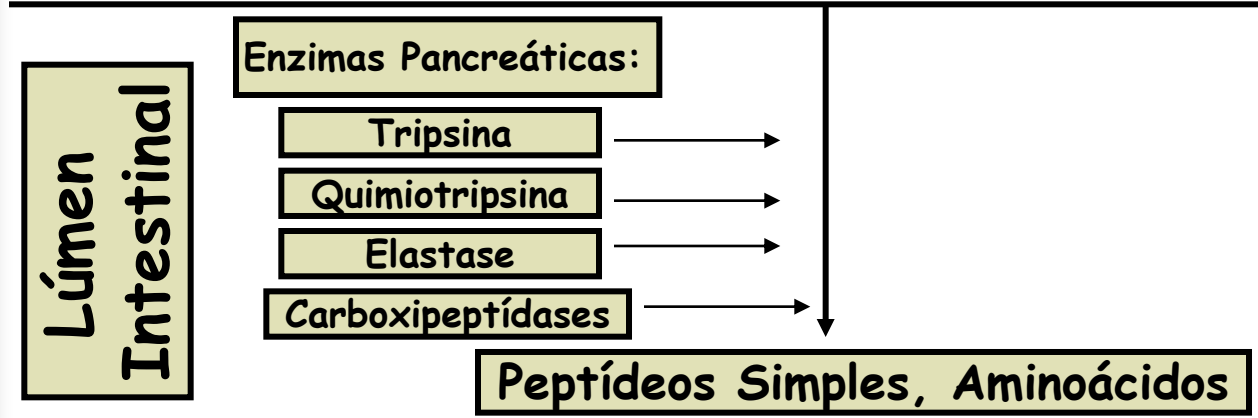 Lúmen
Intestinal
Enzimas Pancreáticas:
Tripsina
Quimiotripsina
Elastase
Carboxipeptídases
Peptídeos Simples, Aminoácidos